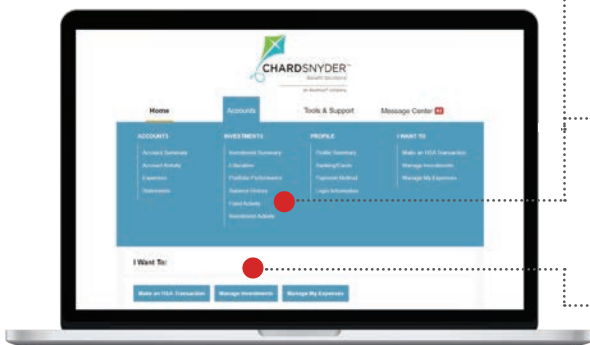 CHARDSNYDER™
Benefit Solutions
an Ascensus® company
Home Accounts Tools & Support Message Center
ACCOUNTS INVESTMENTS PROFILE I WANT TO
Account Summary Investment Summary Profile Summary Make an HSA Transaction
Account Activity Education Banking/Cards Manage Investments
Expenses Portfolio Performance Payment Method Manage My Expenses
Statements Balance History Login Information
Fund Activity
Investment Activity
I Want To:
Make an HSA Transaction Manage Investments Manage My Expenses